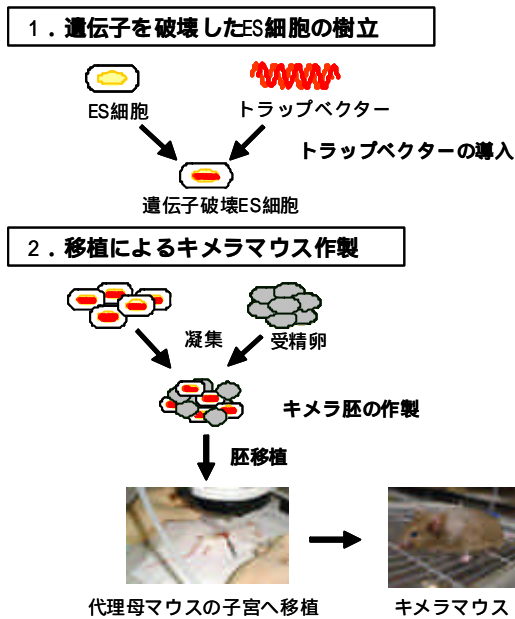 1．遺伝子を破壊したES細胞の樹立
ES細胞
トラップベクター
トラップベクターの導入
遺伝子破壊ES細胞
2．移植によるキメラマウス作製
凝集
受精卵
キメラ胚の作製
胚移植
代理母マウスの子宮へ移植
キメラマウス